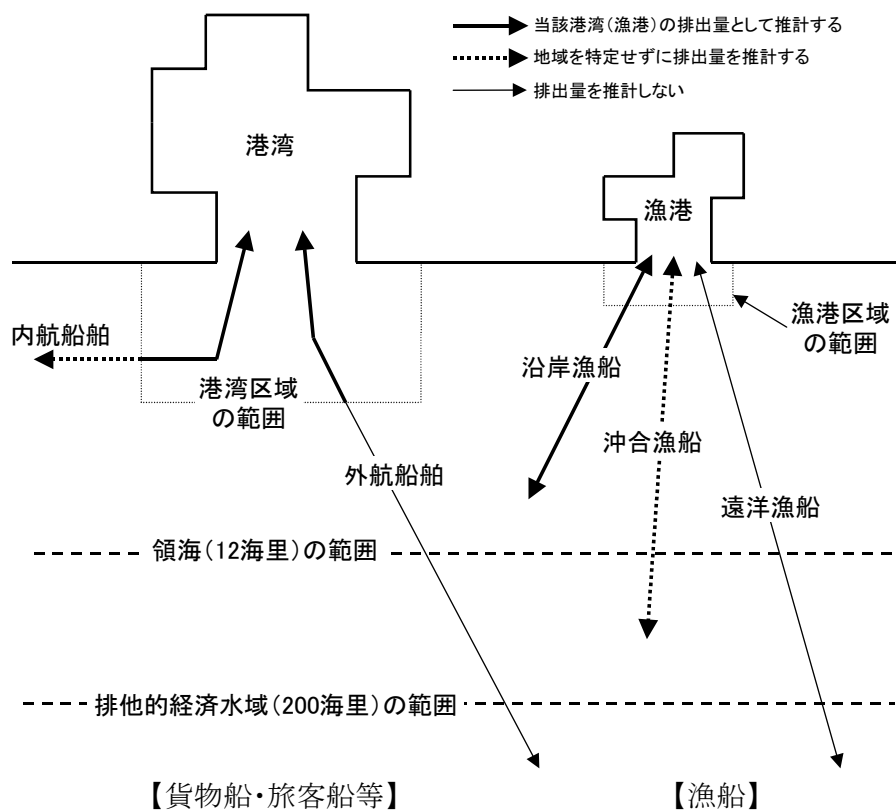 当該港湾(漁港)の排出量として推計する
地域を特定せずに排出量を推計する
排出量を推計しない
港湾
漁港
内航船舶
港湾区域
の範囲
漁港区域
の範囲
沿岸漁船
沖合漁船
外航船舶
遠洋漁船
領海(12海里)の範囲
排他的経済水域(200海里)の範囲
【貨物船・旅客船等】
【漁船】